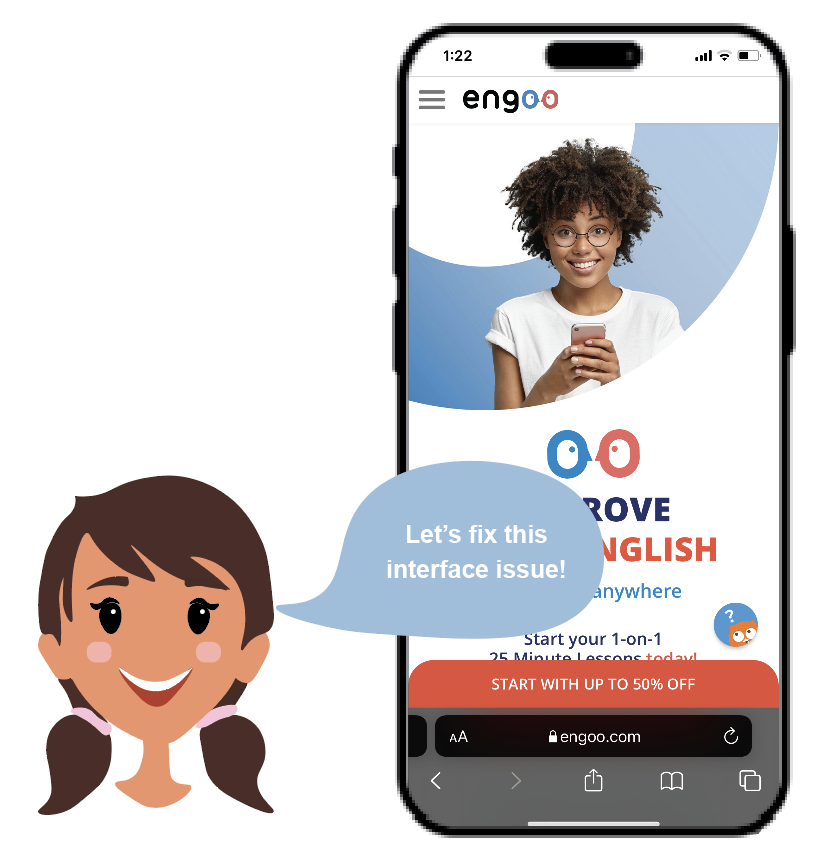 1:22
engoo
ROVE
NGLISH
Let's fix this
interface issue!
anywhere
?
Start your 1-on-1
25 Minute Lessons today!
START WITH UP TO 50% OFF
AA
engoo.com